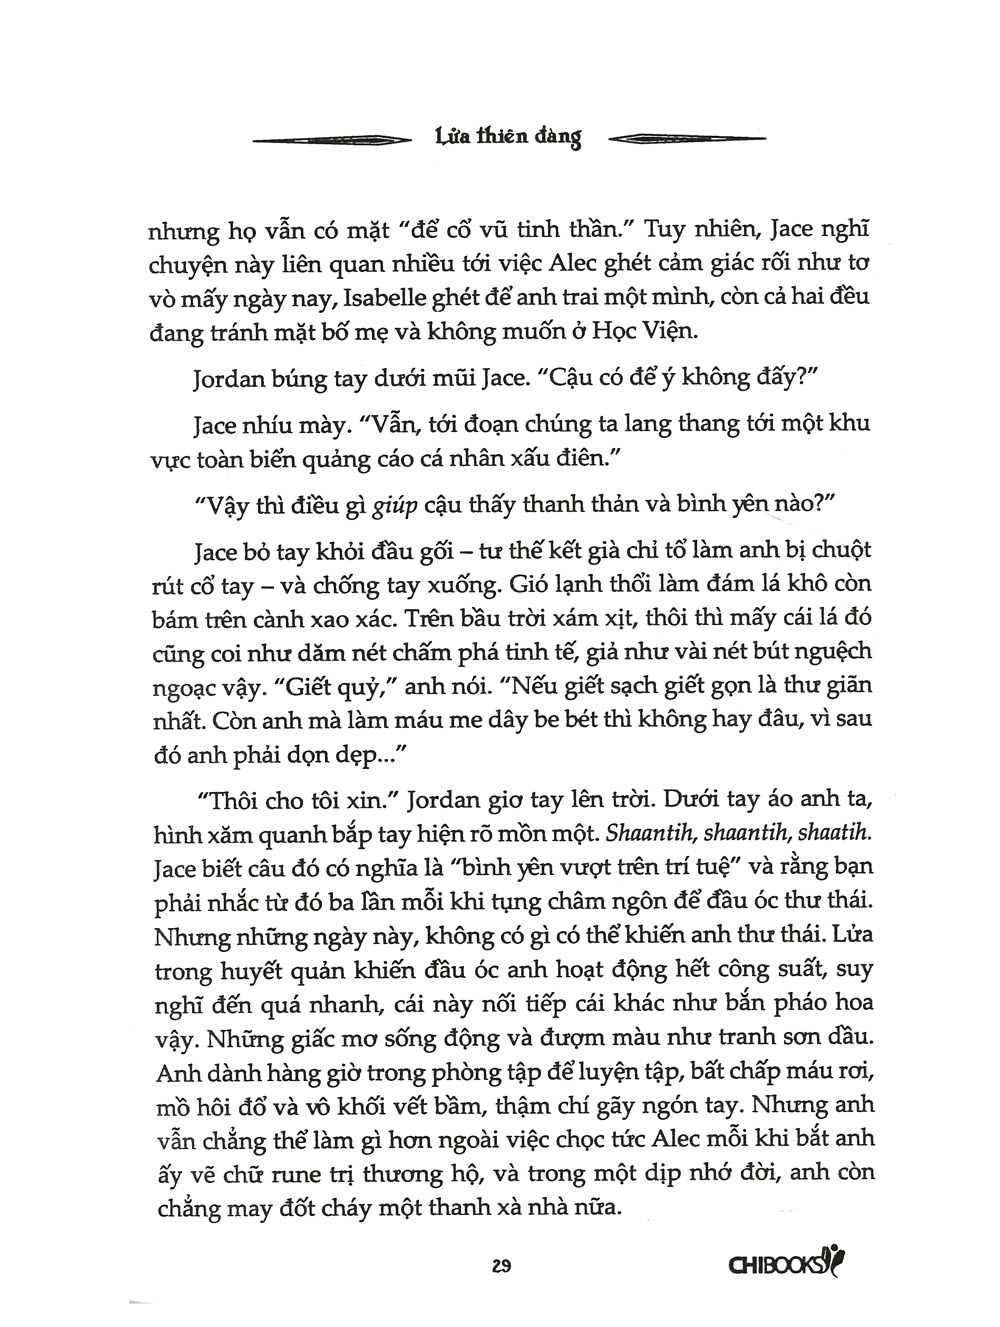 Lửa thiên đàng
nhưng họ vẫn có mặt “để cổ vũ tinh thần.” Tuy nhiên, Jace nghĩ
chuyện này liên quan nhiều tới việc Alec ghét cảm giác rối như tơ
vò mấy ngày nay, Isabelle ghét để anh trai một mình, còn cả hai đều
đang tránh mặt bố mẹ và không muốn ở Học Viện.
Jordan búng tay dưới mũi Jace. “Cậu có để ý không đấy?”
Jace nhíu mày. “Vẫn, tới đoạn chúng ta lang thang tới một khu
vực toàn biển quảng cáo cá nhân xấu điên.”
“Vậy thì điều gì giúp cậu thấy thanh thản và bình yên nào?”
Jace bỏ tay khỏi đầu gối – tư thế kết già chỉ tổ làm anh bị chuột
rút cổ tay – và chống tay xuống. Gió lạnh thổi làm đám lá khô còn
bám trên cành xao xác. Trên bầu trời xám xịt, thôi thì mấy cái lá đó
cũng coi như dăm nét chấm phá tinh tế, giả như vài nét bút nguệch
ngoạc vậy. “Giết quỷ,” anh nói. “Nếu giết sạch giết gọn là thư giãn
nhất. Còn anh mà làm máu me dây be bét thì không hay đâu, vì sau
đó anh phải dọn dẹp...”
“Thôi cho tôi xin.” Jordan giơ tay lên trời. Dưới tay áo anh ta,
hình xăm quanh bắp tay hiện rõ mồn một. Shaantih, shaantih, shaatih.
Jace biết câu đó có nghĩa là “bình yên vượt trên trí tuệ” và rằng bạn
phải nhắc từ đó ba lần mỗi khi tụng châm ngôn để đầu óc thư thái.
Nhưng những ngày này, không có gì có thể khiến anh thư thái. Lửa
trong huyết quản khiến đầu óc anh hoạt động hết công suất, suy
nghĩ đến quá nhanh, cái này nối tiếp cái khác như bắn pháo hoa
vậy. Những giấc mơ sống động và đượm màu như tranh sơn dầu.
Anh dành hàng giờ trong phòng tập để luyện tập, bất chấp máu rơi,
mồ hôi đổ và vô khối vết bầm, thậm chí gãy ngón tay. Nhưng anh
vẫn chẳng thể làm gì hơn ngoài việc chọc tức Alec mỗi khi bắt anh
ấy vẽ chữ rune trị thương hộ, và trong một dịp nhớ đời, anh còn
chẳng may đốt cháy một thanh xà nhà nữa.
29
CHIBOOKS